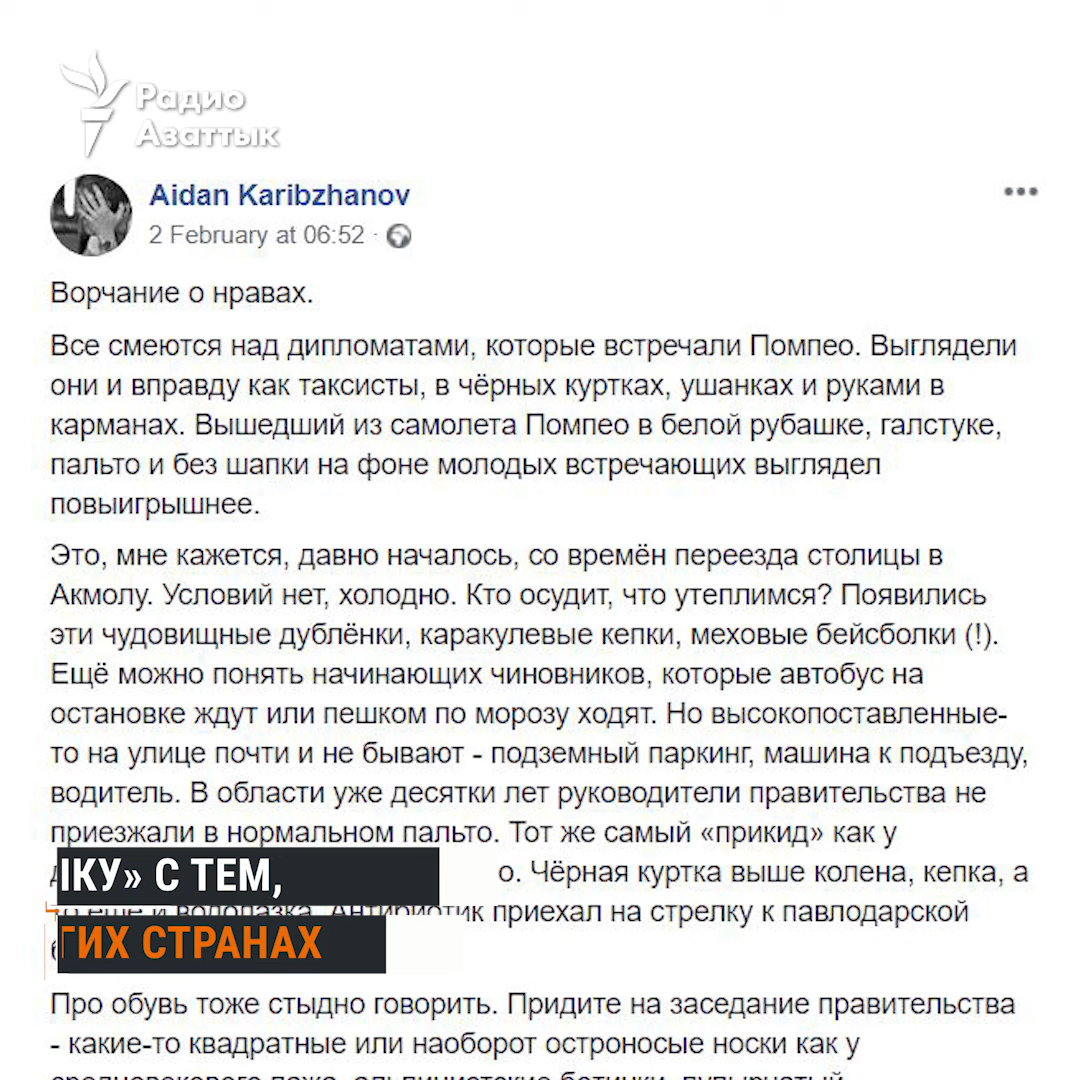 Радио
Азаттык
Aidan Karibzhanov
2 February at 06:52 ·
Ворчание о нравах.
Все смеются над дипломатами, которые встречали Помпео. Выглядели
они и вправду как таксисты, в чёрных куртках, ушанках и руками в
карманах. Вышедший из самолета Помпео в белой рубашке, галстуке,
пальто и без шапки на фоне молодых встречающих выглядел
повыигрышнее.
Это, мне кажется, давно началось, со времён переезда столицы в
Акмолу. Условий нет, холодно. Кто осудит, что утеплимся? Появились
эти чудовищные дублёнки, каракулевые кепки, меховые бейсболки (!).
Ещё можно понять начинающих чиновников, которые автобус на
остановке ждут или пешком по морозу ходят. Но высокопоставленные-
то на улице почти и не бывают - подземный паркинг, машина к подъезду,
водитель. В области уже десятки лет руководители правительства не
приезжали в нормальном пальто. Тот же самый «прикид» как у
о. Чёрная куртка выше колена, кепка, а
ІКУ» С ТЕМ,
то ещё и водолазка. Антибиотик приехал на стрелку к павлодарской
ГИХ СТРАНАХ
Про обувь тоже стыдно говорить. Придите на заседание правительства
- какие-то квадратные или наоборот остроносые носки как у